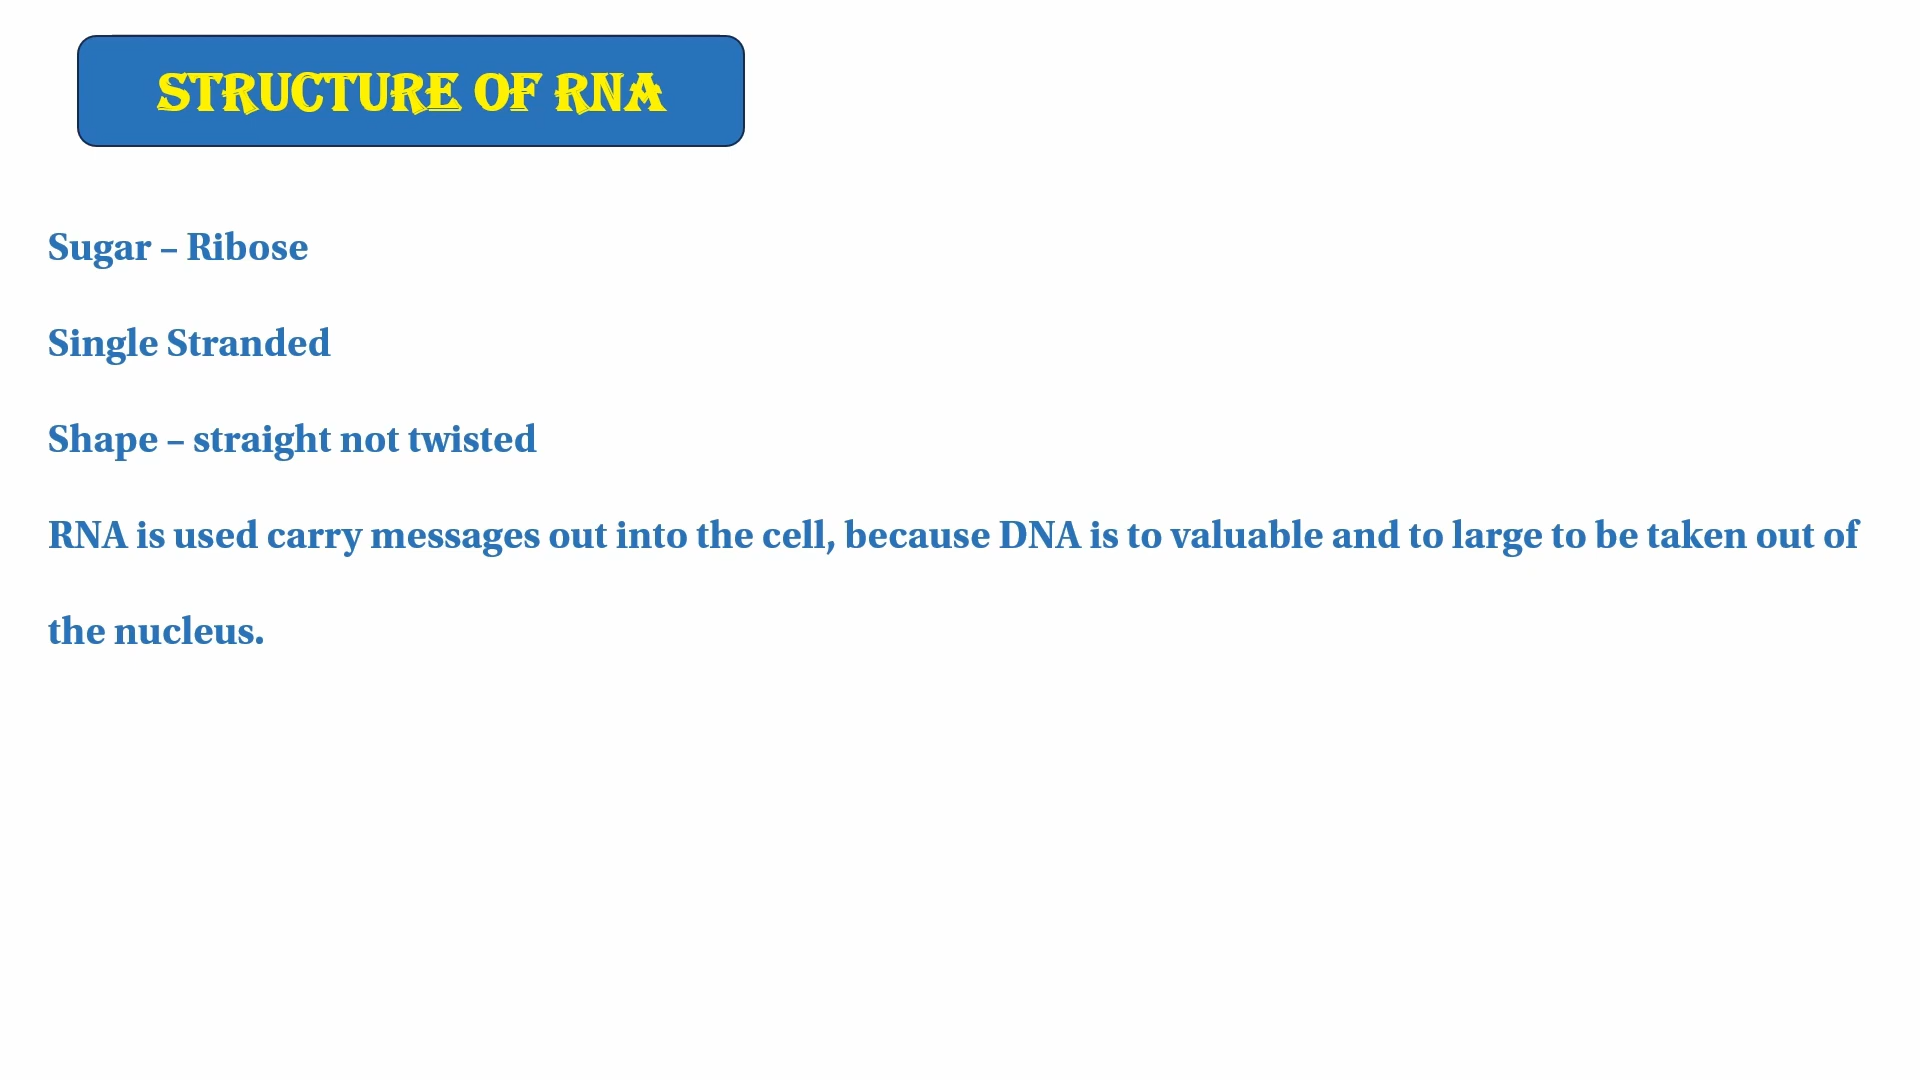 STRUCTURE OF RNA
Sugar – Ribose
Single Stranded
Shape – straight not twisted
RNA is used carry messages out into the cell, because DNA is to valuable and to large to be taken out of
the nucleus.